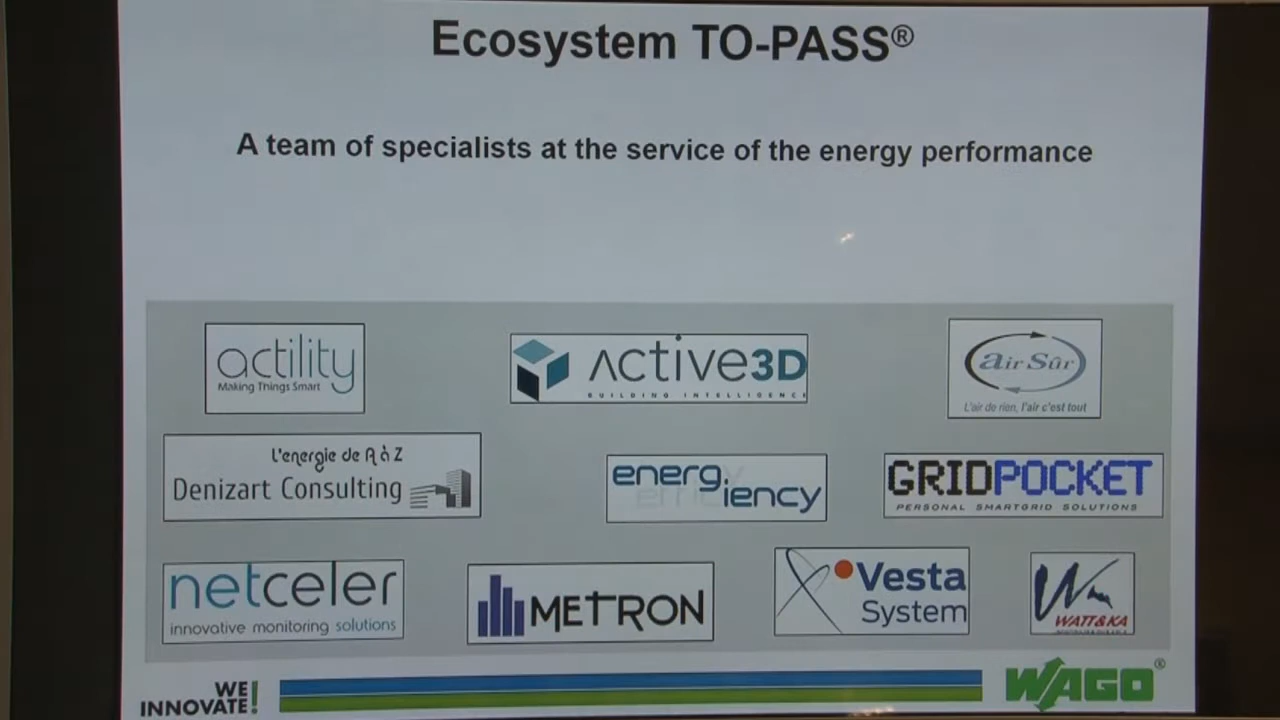 Ecosystem TO-PASS®
A team of specialists at the service of the energy performance
actility
Making Things Smart
ACTIVE3D
BUILDING INTELLIGENCE
air Sûr
L'air de rien, l'air c'est tout
L'energie de A à Z
Denizart Consulting
energ
iency
GRIDPOCKET
PERSONAL SMARTGRID SOLUTIONS
netceler
innovative monitoring solutions
METRON
Vesta
System
WATT&KA
WE
INNOVATE!
WAGO®